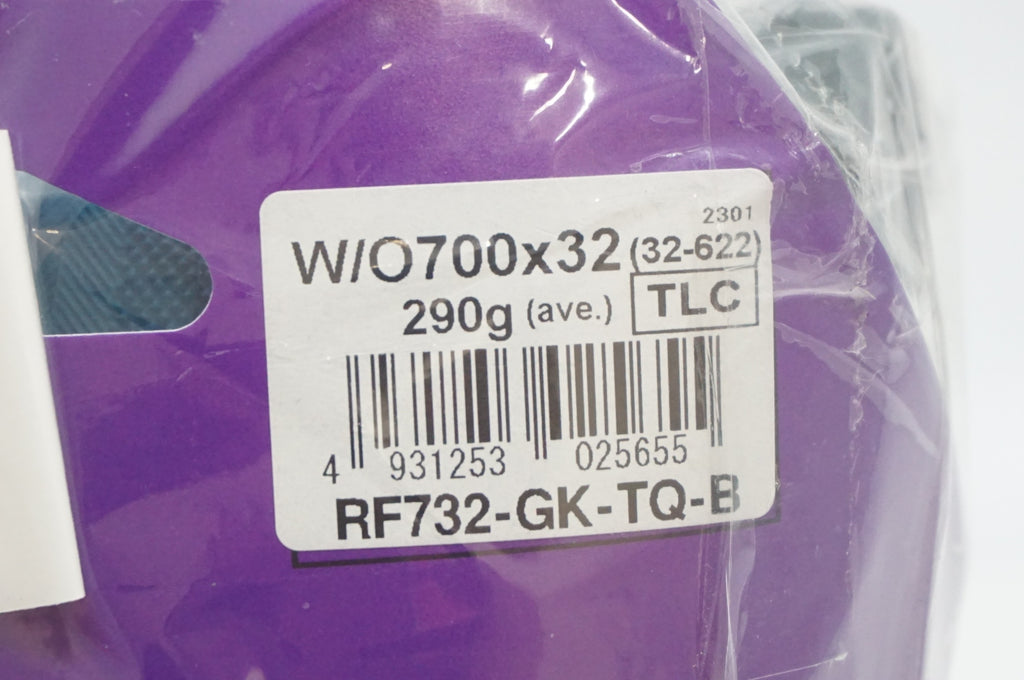 2301
W/O700x32(32-622)
290g (ave.) TLC
4 931253 025655
RF732-GK-TQ-B